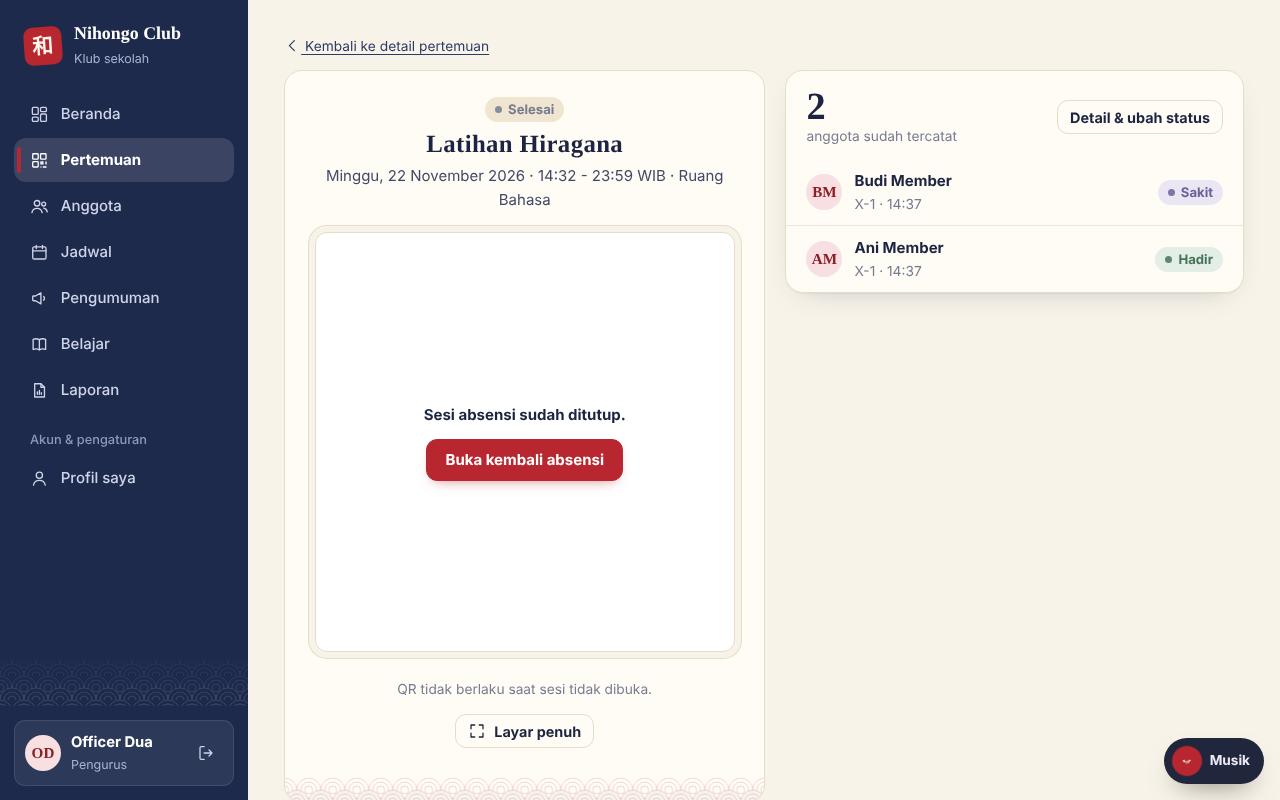 和
Nihongo Club
Klub sekolah
Beranda
Pertemuan
Anggota
Jadwal
Pengumuman
Belajar
Laporan
Akun & pengaturan
Profil saya
OD
Officer Dua
Pengurus
Kembali ke detail pertemuan
Selesai
Latihan Hiragana
Minggu, 22 November 2026 · 14:32 - 23:59 WIB · Ruang
Bahasa
Sesi absensi sudah ditutup.
Buka kembali absensi
QR tidak berlaku saat sesi tidak dibuka.
Layar penuh
2
anggota sudah tercatat
Detail & ubah status
BM
Budi Member
X-1 · 14:37
Sakit
AM
Ani Member
X-1 · 14:37
Hadir
Musik